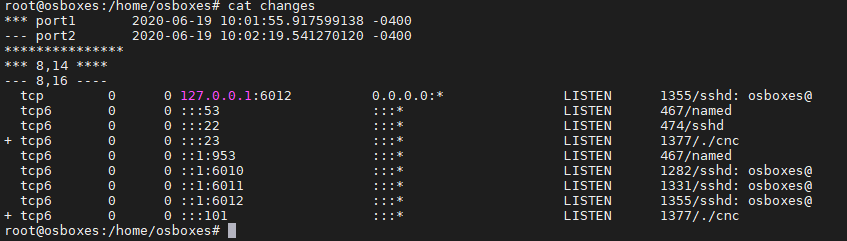 root@osboxes:/home/osboxes# cat changes
*** port1       2020-06-19 10:01:55.917599138 -0400
--- port2       2020-06-19 10:02:19.541270120 -0400
***************
*** 8,14 ****
--- 8,16 ----
  tcp        0      0 127.0.0.1:6012          0.0.0.0:*               LISTEN      1355/sshd: osboxes@
  tcp6       0      0 :::53                   :::*                    LISTEN      467/named
  tcp6       0      0 :::22                   :::*                    LISTEN      474/sshd
+ tcp6       0      0 :::23                   :::*                    LISTEN      1377/./cnc
  tcp6       0      0 ::1:953                 :::*                    LISTEN      467/named
  tcp6       0      0 ::1:6010                :::*                    LISTEN      1282/sshd: osboxes@
  tcp6       0      0 ::1:6011                :::*                    LISTEN      1331/sshd: osboxes@
  tcp6       0      0 ::1:6012                :::*                    LISTEN      1355/sshd: osboxes@
+ tcp6       0      0 :::101                  :::*                    LISTEN      1377/./cnc
root@osboxes:/home/osboxes#